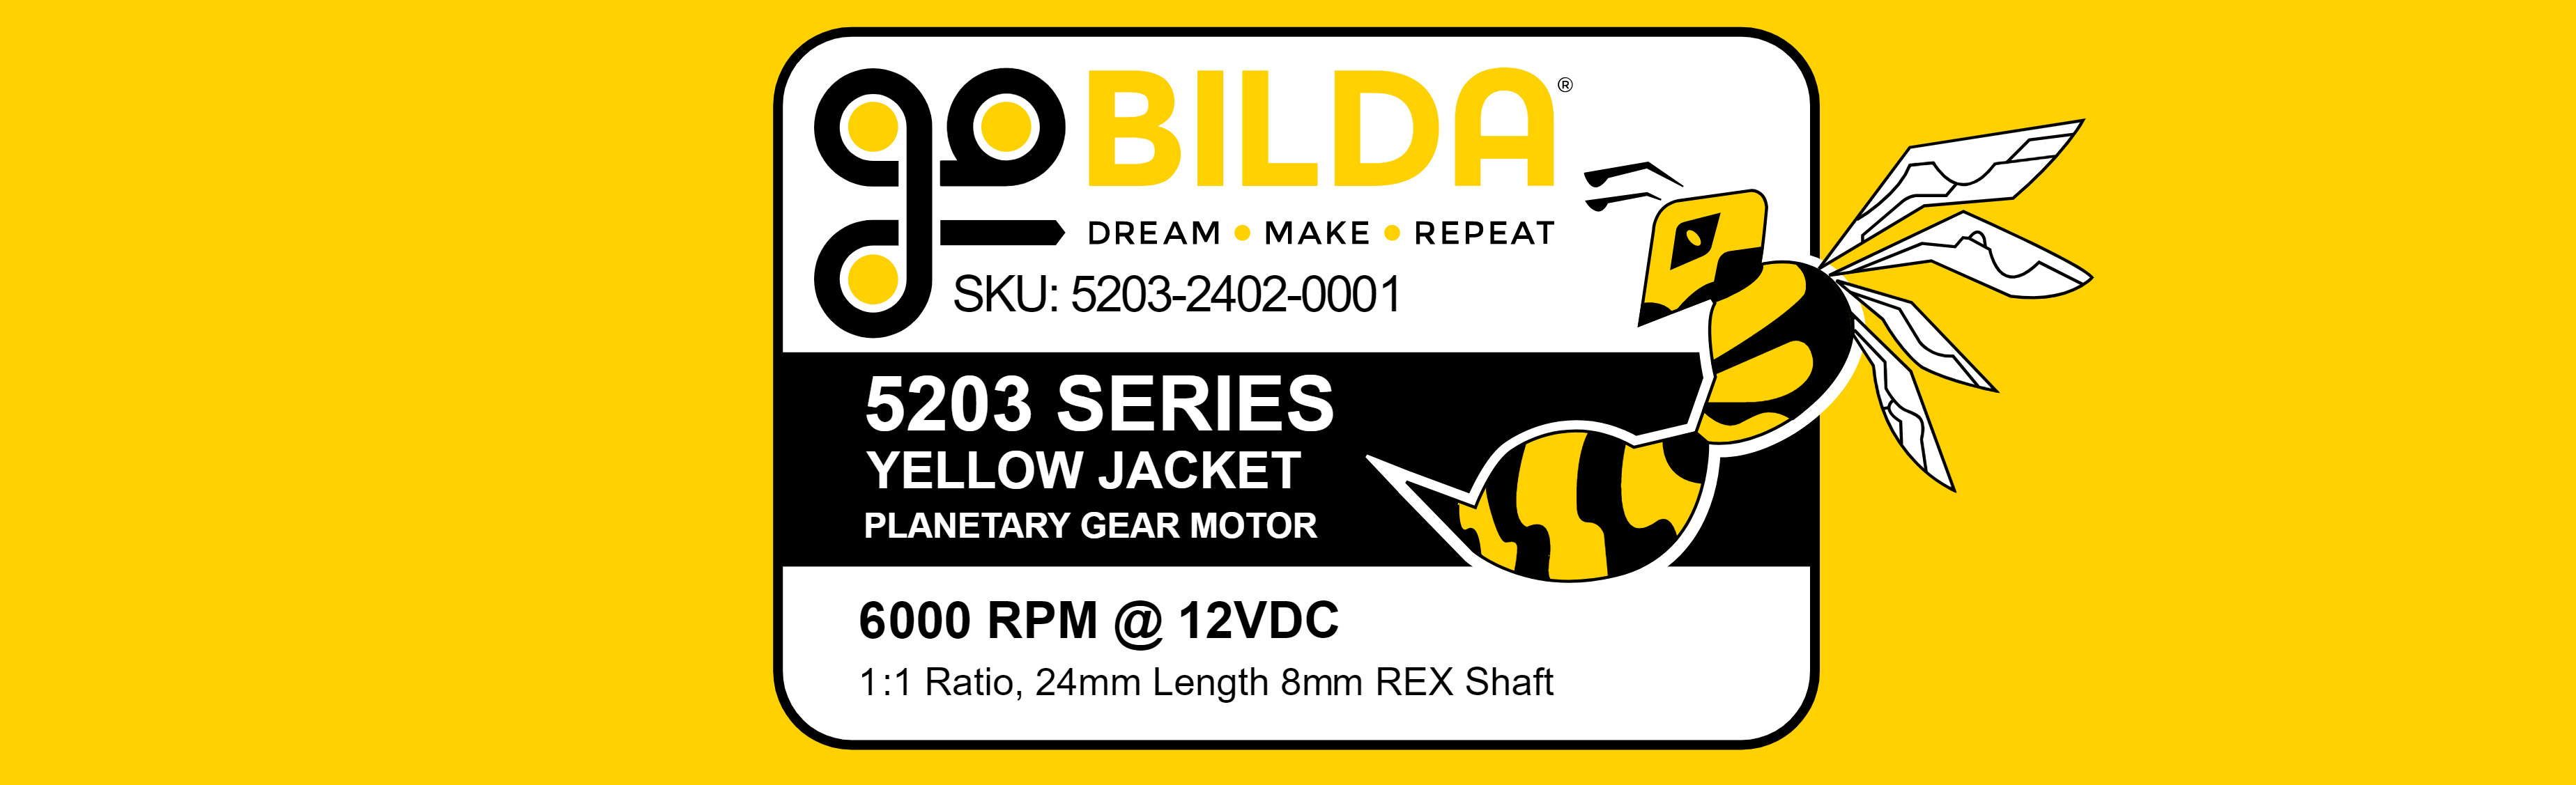 goBILDA®
DREAM • MAKE • REPEAT
SKU: 5203-2402-0001
5203 SERIES
YELLOW JACKET
PLANETARY GEAR MOTOR
6000 RPM @ 12VDC
1:1 Ratio, 24mm Length 8mm REX Shaft